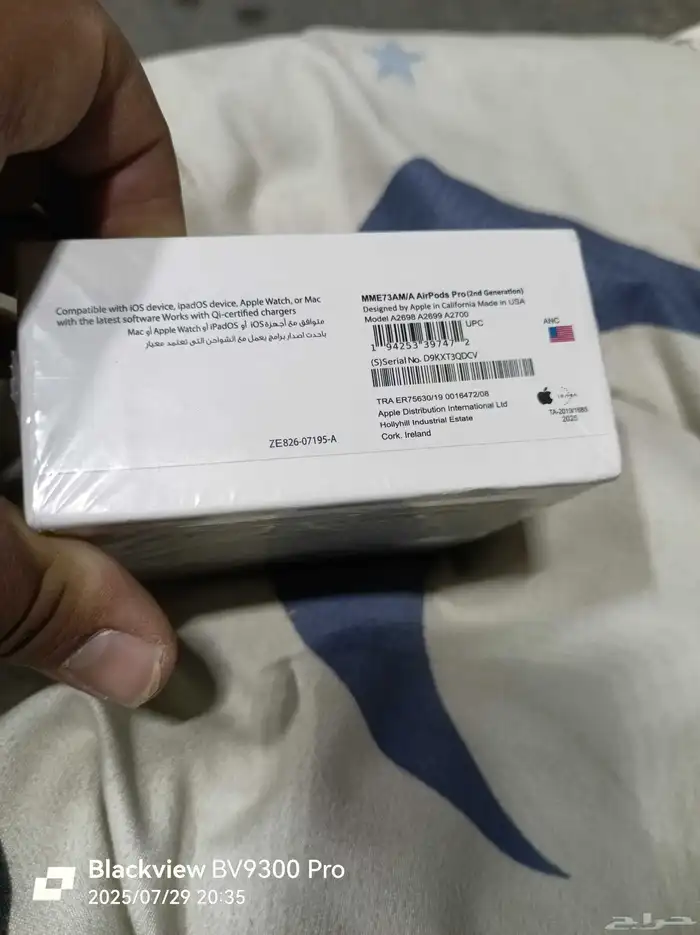 Compatible with iOS device, ipadOS device, Apple Watch, or Mac
with the latest software Works with Qi-certified chargers
متوافق مع أجهزة iOS أو iPadOS أو Apple Watch أو Mac
باحدث اصدار برامج يعمل مع الشواحن التي تعتمد معيار
ZE826-07195-A
MME73AM/A AirPods Pro (2nd Generation)
Designed by Apple in California Made in USA
Model A2698 A2699 A2700
UPC
1 94253 39747 2
(S)Serial No. D9KXT3QDCV
TRA ER75630/19 0016472/08
Apple Distribution International Ltd
Hollyhill Industrial Estate
Cork, Ireland
ANC
TA-2019/1685
2025
Blackview BV9300 Pro
2025/07/29 20:35
حراج